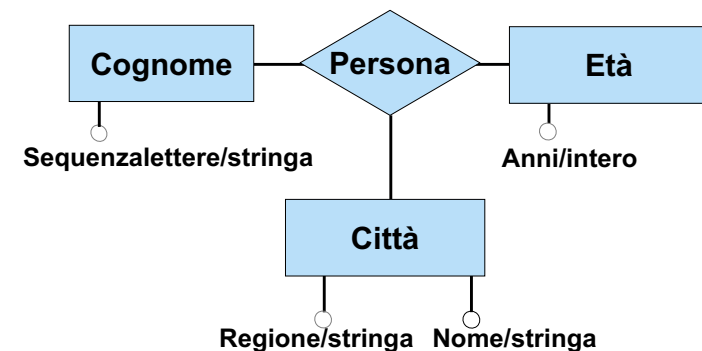 Cognome
Persona
Età
Sequenzalettere/stringa
Anni/intero
Città
Regione/stringa
Nome/stringa